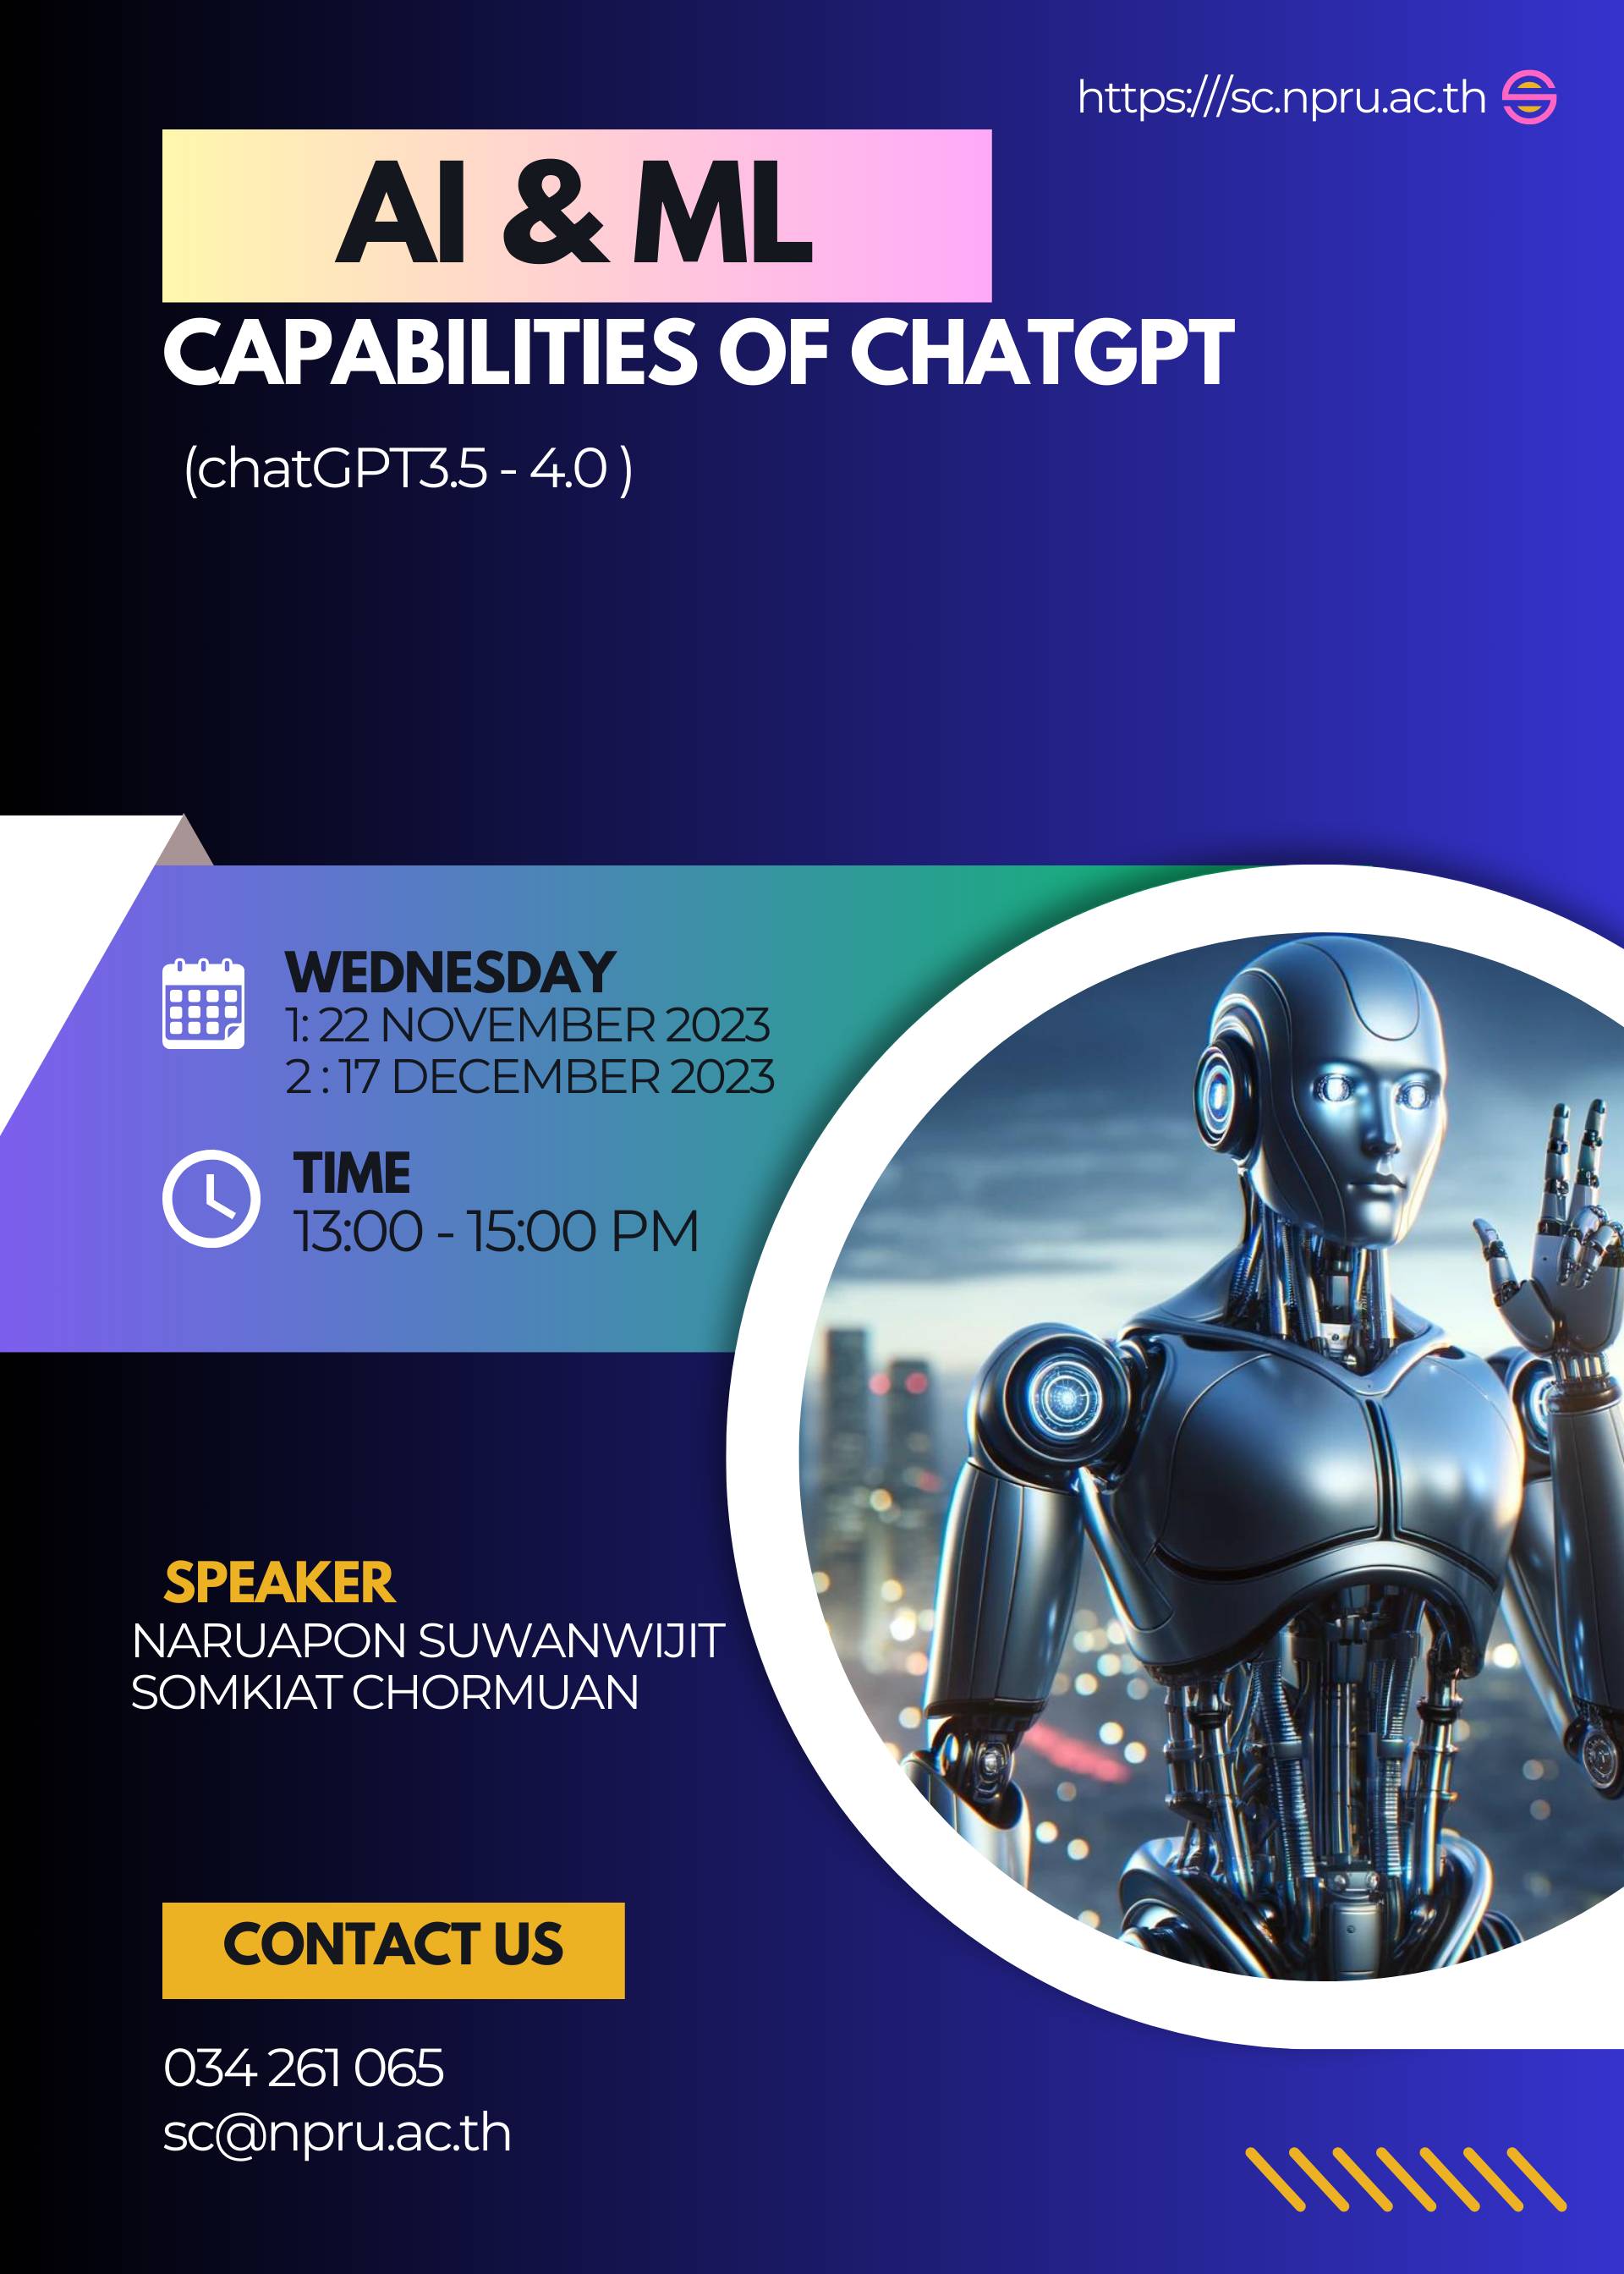 https:///sc.npru.ac.th
AI & ML
CAPABILITIES OF CHATGPT
(chatGPT3.5 - 4.0 )
WEDNESDAY
1: 22 NOVEMBER 2023
2 : 17 DECEMBER 2023
TIME
13:00 - 15:00 PM
SPEAKER
NARUAPON SUWANWIJIT
SOMKIAT CHORMUAN
CONTACT US
034 261 065
sc@npru.ac.th